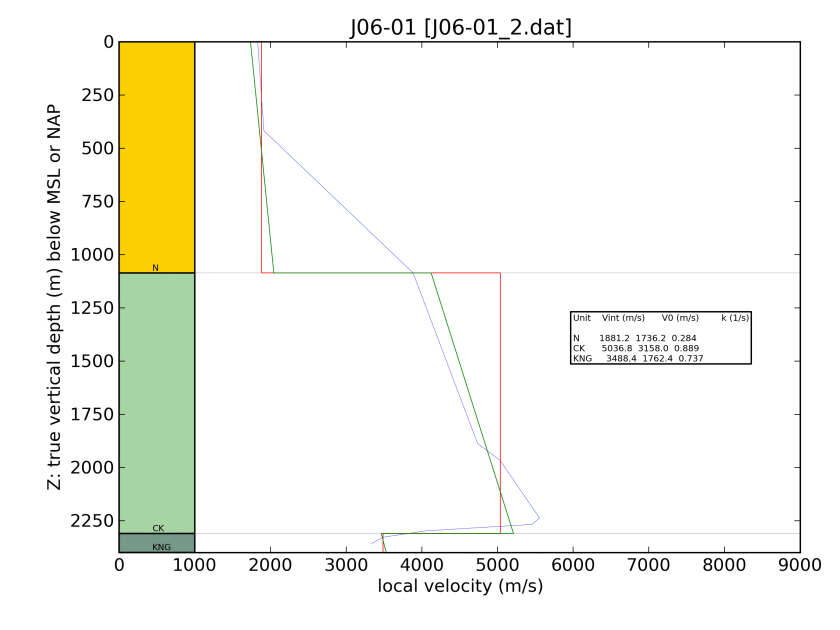 J06-01 [J06-01_2.dat]
Z: true vertical depth (m) below MSL or NAP
0
250
500
750
1000
1250
1500
1750
2000
2250
N
CK
KNG
Unit Vint (m/s) V0 (m/s) k (1/s)
N 1881.2 1736.2 0.284
CK 5036.8 3158.0 0.889
KNG 3488.4 1762.4 0.737
0 1000 2000 3000 4000 5000 6000 7000 8000 9000
local velocity (m/s)